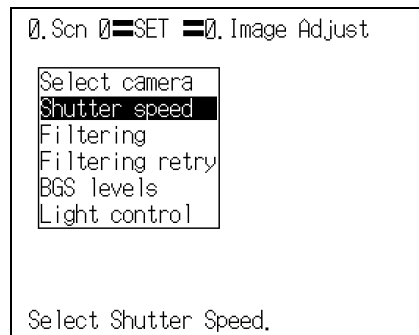 0.Scn 0〓SET 〓0.Image Adjust
Select camera
Shutter speed
Filtering
Filtering retry
BGS levels
Light control
Select Shutter Speed.